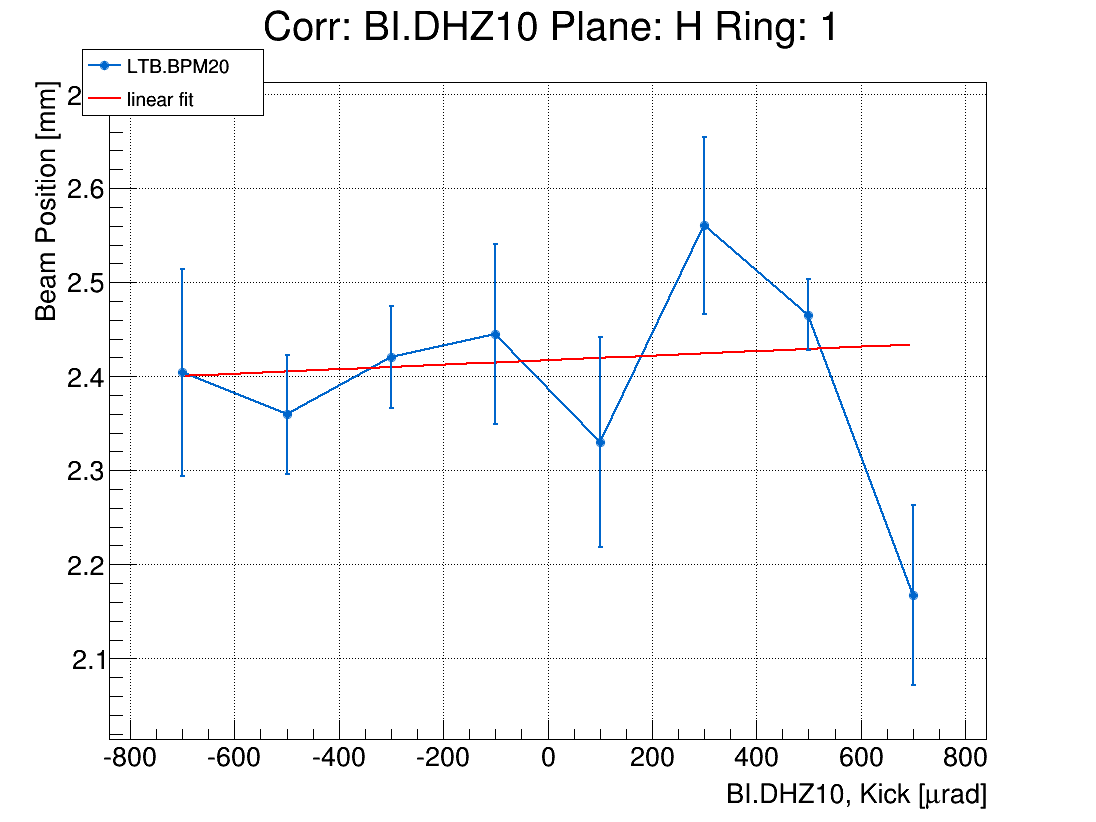 Corr: BI.DHZ10 Plane: H Ring: 1
LTB.BPM20
linear fit
Beam Position [mm]
2
2.6
2.5
2.4
2.3
2.2
2.1
-800 -600 -400 -200 0 200 400 600 800
BI.DHZ10, Kick [μrad]